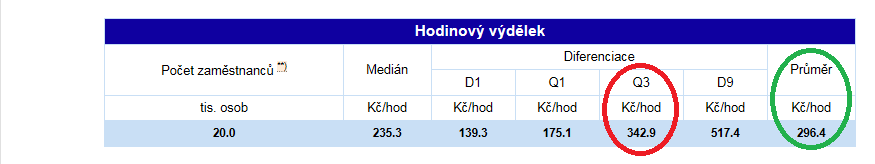 Hodinový výdělek
Počet zaměstnanců **) Medián Diferenciace Průměr
D1 Q1 Q3 D9
tis. osob Kč/hod Kč/hod Kč/hod Kč/hod Kč/hod Kč/hod
20.0 235.3 139.3 175.1 342.9 517.4 296.4